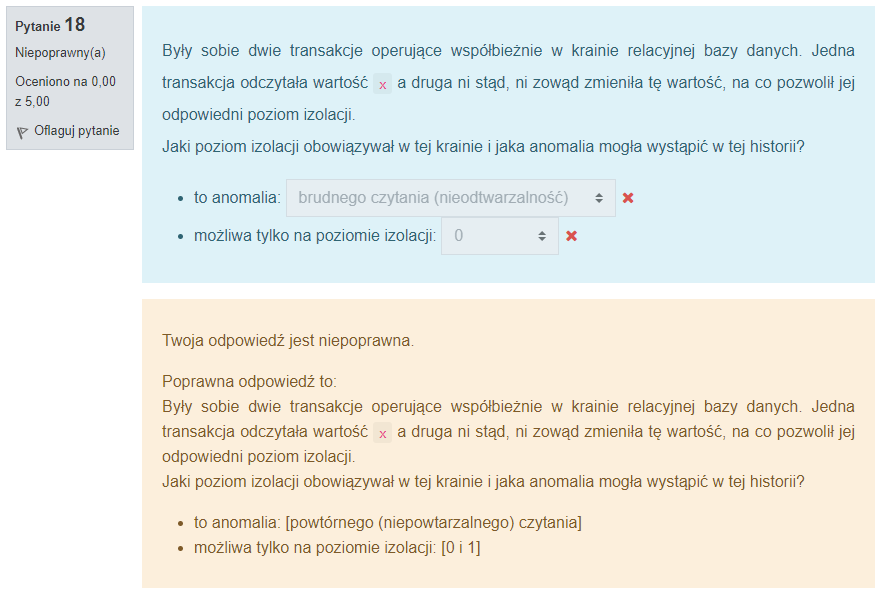 Pytanie 18
Niepoprawny(a)
Oceniono na 0,00
z 5,00
Oflaguj pytanie
Były sobie dwie transakcje operujące współbieżnie w krainie relacyjnej bazy danych. Jedna
transakcja odczytała wartość x a druga ni stąd, ni zowąd zmieniła tę wartość, na co pozwolił jej
odpowiedni poziom izolacji.
Jaki poziom izolacji obowiązywał w tej krainie i jaka anomalia mogła wystąpić w tej historii?
• to anomalia: brudnego czytania (nieodtwarzalność)
• możliwa tylko na poziomie izolacji: 0
Twoja odpowiedź jest niepoprawna.
Poprawna odpowiedź to:
Były sobie dwie transakcje operujące współbieżnie w krainie relacyjnej bazy danych. Jedna
transakcja odczytała wartość x a druga ni stąd, ni zowąd zmieniła tę wartość, na co pozwolił jej
odpowiedni poziom izolacji.
Jaki poziom izolacji obowiązywał w tej krainie i jaka anomalia mogła wystąpić w tej historii?
• to anomalia: [powtórnego (niepowtarzalnego) czytania]
• możliwa tylko na poziomie izolacji: [0 i 1]